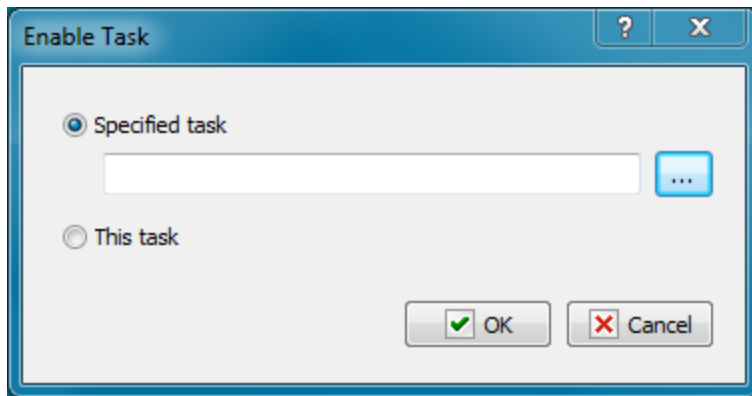 Enable Task
?
X
Specified task
...
This task
OK
Cancel